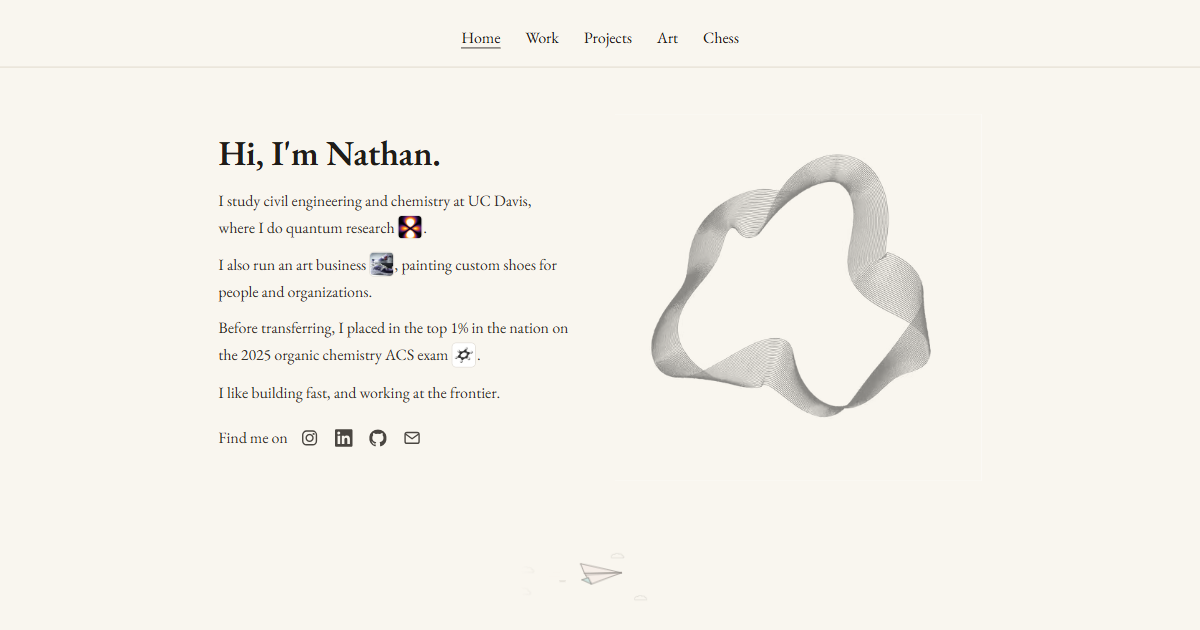 Home Work Projects Art Chess
Hi, I'm Nathan.
I study civil engineering and chemistry at UC Davis,
where I do quantum research .
I also run an art business , painting custom shoes for
people and organizations.
Before transferring, I placed in the top 1% in the nation on
the 2025 organic chemistry ACS exam .
I like building fast, and working at the frontier.
Find me on